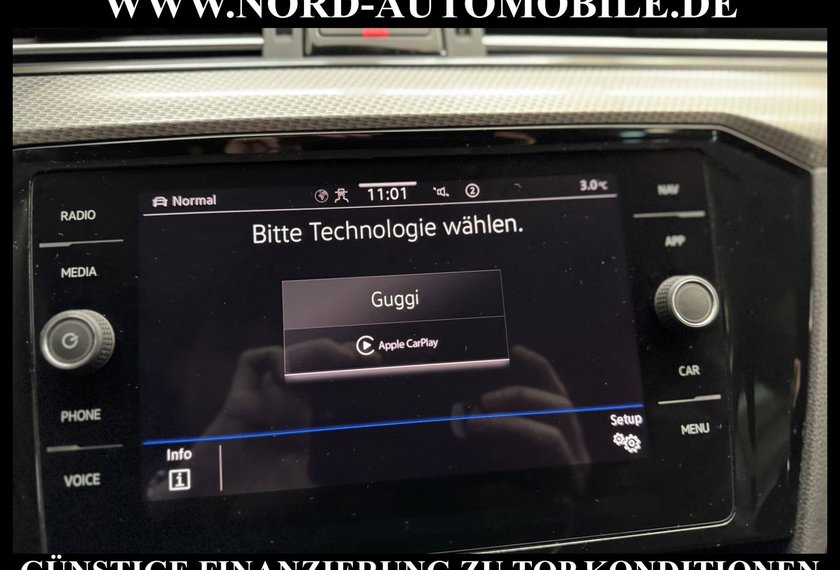 WWW.NORD-AUTOMOBILE.DE
Normal 11:01 2 3.0°C
RADIO
MEDIA
PHONE
VOICE
Bitte Technologie wählen.
Guggi
Apple CarPlay
Info
Setup
NAV
APP
CAR
MENU
GÜNSTIGE FINANZIERUNG ZU TOP KONDITIONEN